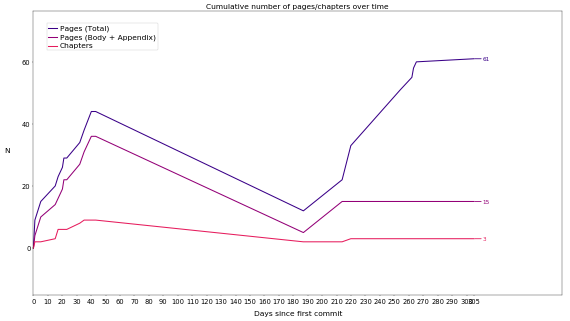 Cumulative number of pages/chapters over time
Pages (Total)
Pages (Body + Appendix)
Chapters
60
40
20
0
N
61
15
3
0 10 20 30 40 50 60 70 80 90 100 110 120 130 140 150 160 170 180 190 200 210 220 230 240 250 260 270 280 290 300 305
Days since first commit